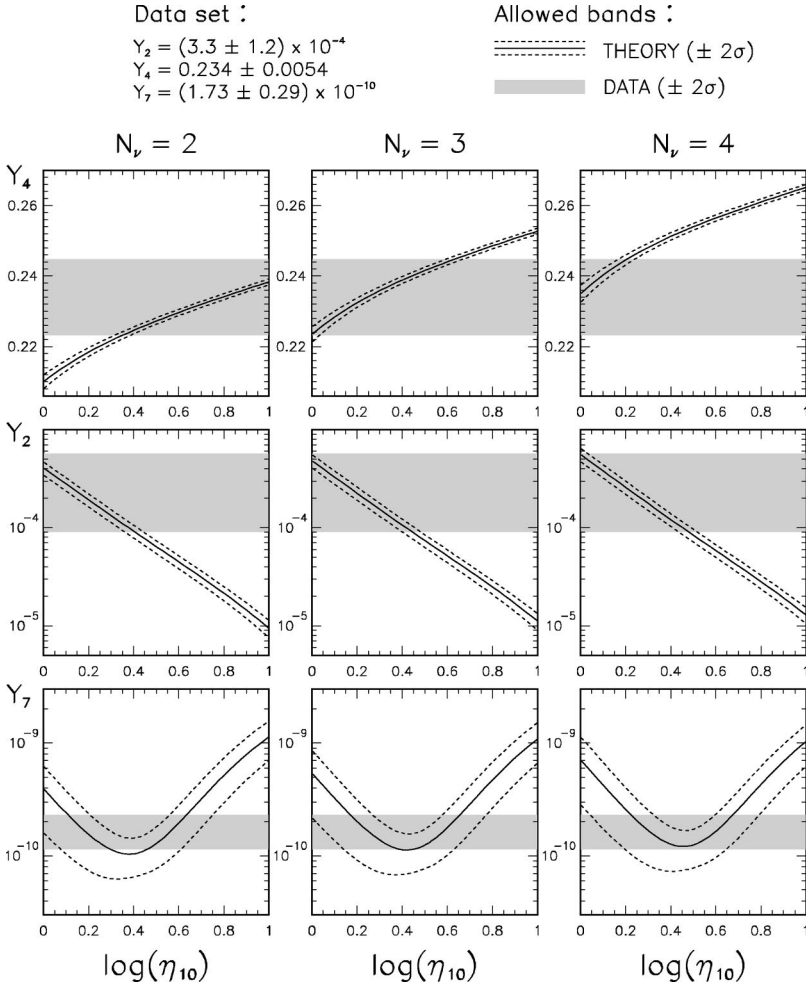 Data set :
Y₂ = (3.3 ± 1.2) x 10⁻⁴
Y₄ = 0.234 ± 0.0054
Y₇ = (1.73 ± 0.29) x 10⁻¹⁰
Allowed bands :
THEORY (± 2σ)
DATA (± 2σ)
N_ν = 2
N_ν = 3
N_ν = 4
Y₄
0.26
0.24
0.22
0 0.2 0.4 0.6 0.8 1
0.26
0.24
0.22
0 0.2 0.4 0.6 0.8 1
0.26
0.24
0.22
0 0.2 0.4 0.6 0.8 1
Y₂
10⁻⁴
10⁻⁵
0 0.2 0.4 0.6 0.8 1
10⁻⁴
10⁻⁵
0 0.2 0.4 0.6 0.8 1
10⁻⁴
10⁻⁵
0 0.2 0.4 0.6 0.8 1
Y₇
10⁻⁹
10⁻¹⁰
0 0.2 0.4 0.6 0.8 1
10⁻⁹
10⁻¹⁰
0 0.2 0.4 0.6 0.8 1
10⁻⁹
10⁻¹⁰
0 0.2 0.4 0.6 0.8 1
log(η₁₀)
log(η₁₀)
log(η₁₀)